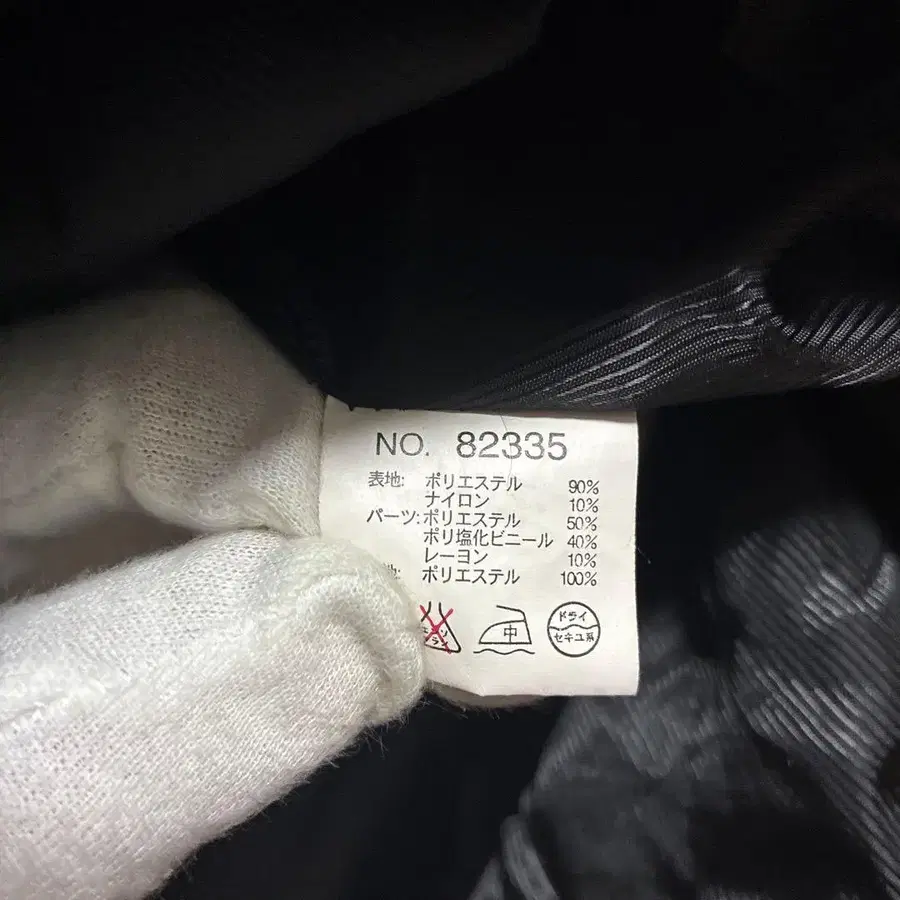 NO. 82335
表地: ポリエステル 90%
ナイロン 10%
パーツ: ポリエステル 50%
ポリ塩化ビニール 40%
レーヨン 10%
地: ポリエステル 100%
中 ドライ
セキユ系